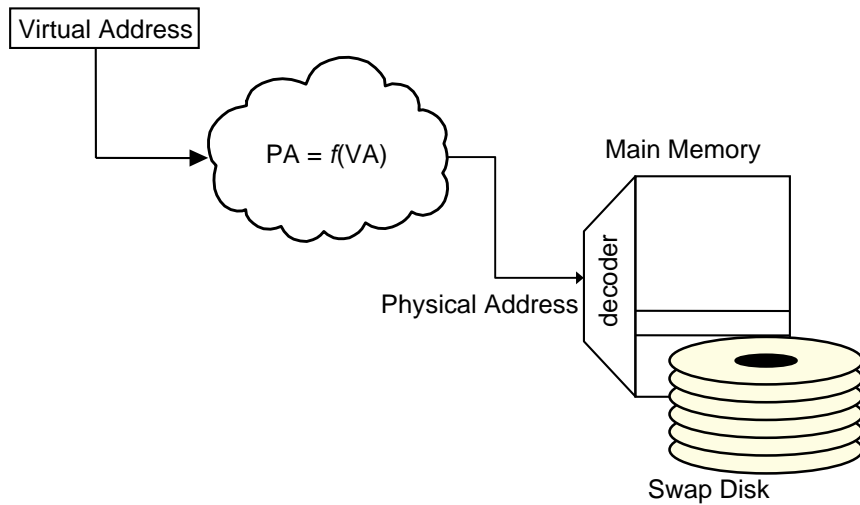 Virtual Address
PA = f(VA)
Main Memory
decoder
Physical Address
Swap Disk